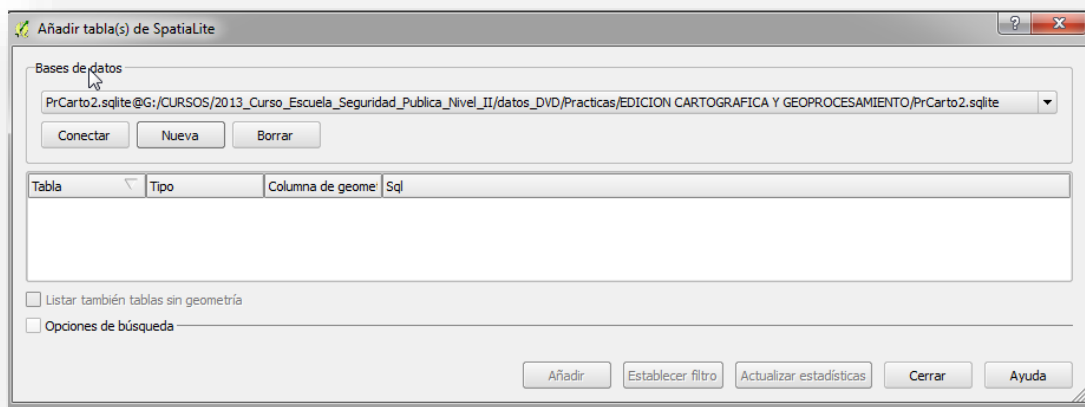 Añadir tabla(s) de SpatiaLite
Bases de datos
PrCarto2.sqlite@G:/CURSOS/2013_Curso_Escuela_Seguridad_Publica_Nivel_II/datos_DVD/Practicas/EDICION CARTOGRAFICA Y GEOPROCESAMIENTO/PrCarto2.sqlite
Conectar Nueva Borrar
Tabla Tipo Columna de geome Sql
Listar también tablas sin geometría
Opciones de búsqueda
Añadir Establecer filtro Actualizar estadísticas Cerrar Ayuda